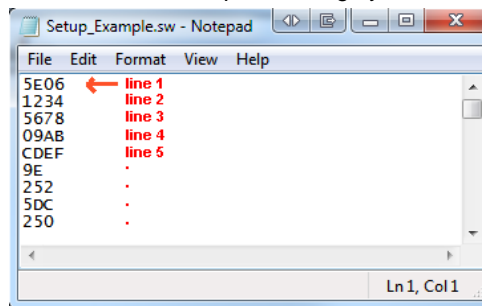 Setup_Example.sw - Notepad
File Edit Format View Help
5E06 line 1
1234 line 2
5678 line 3
09AB line 4
CDEF line 5
9E
252
5DC
250
Ln 1, Col 1